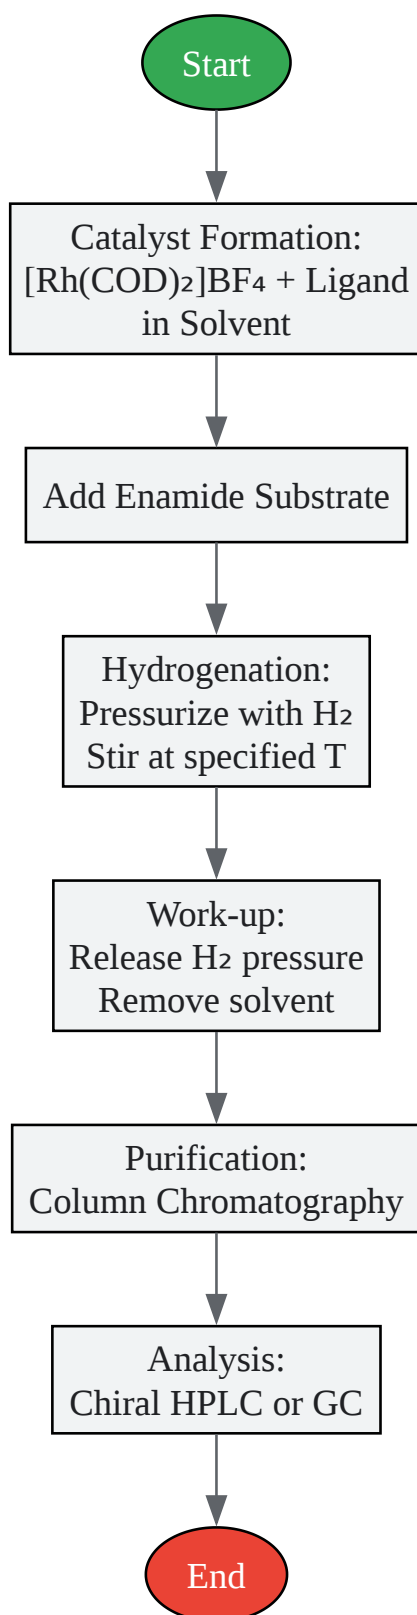 Start
Catalyst Formation:
[Rh(COD)₂]BF₄ + Ligand
in Solvent
Add Enamide Substrate
Hydrogenation:
Pressurize with H₂
Stir at specified T
Work-up:
Release H₂ pressure
Remove solvent
Purification:
Column Chromatography
Analysis:
Chiral HPLC or GC
End